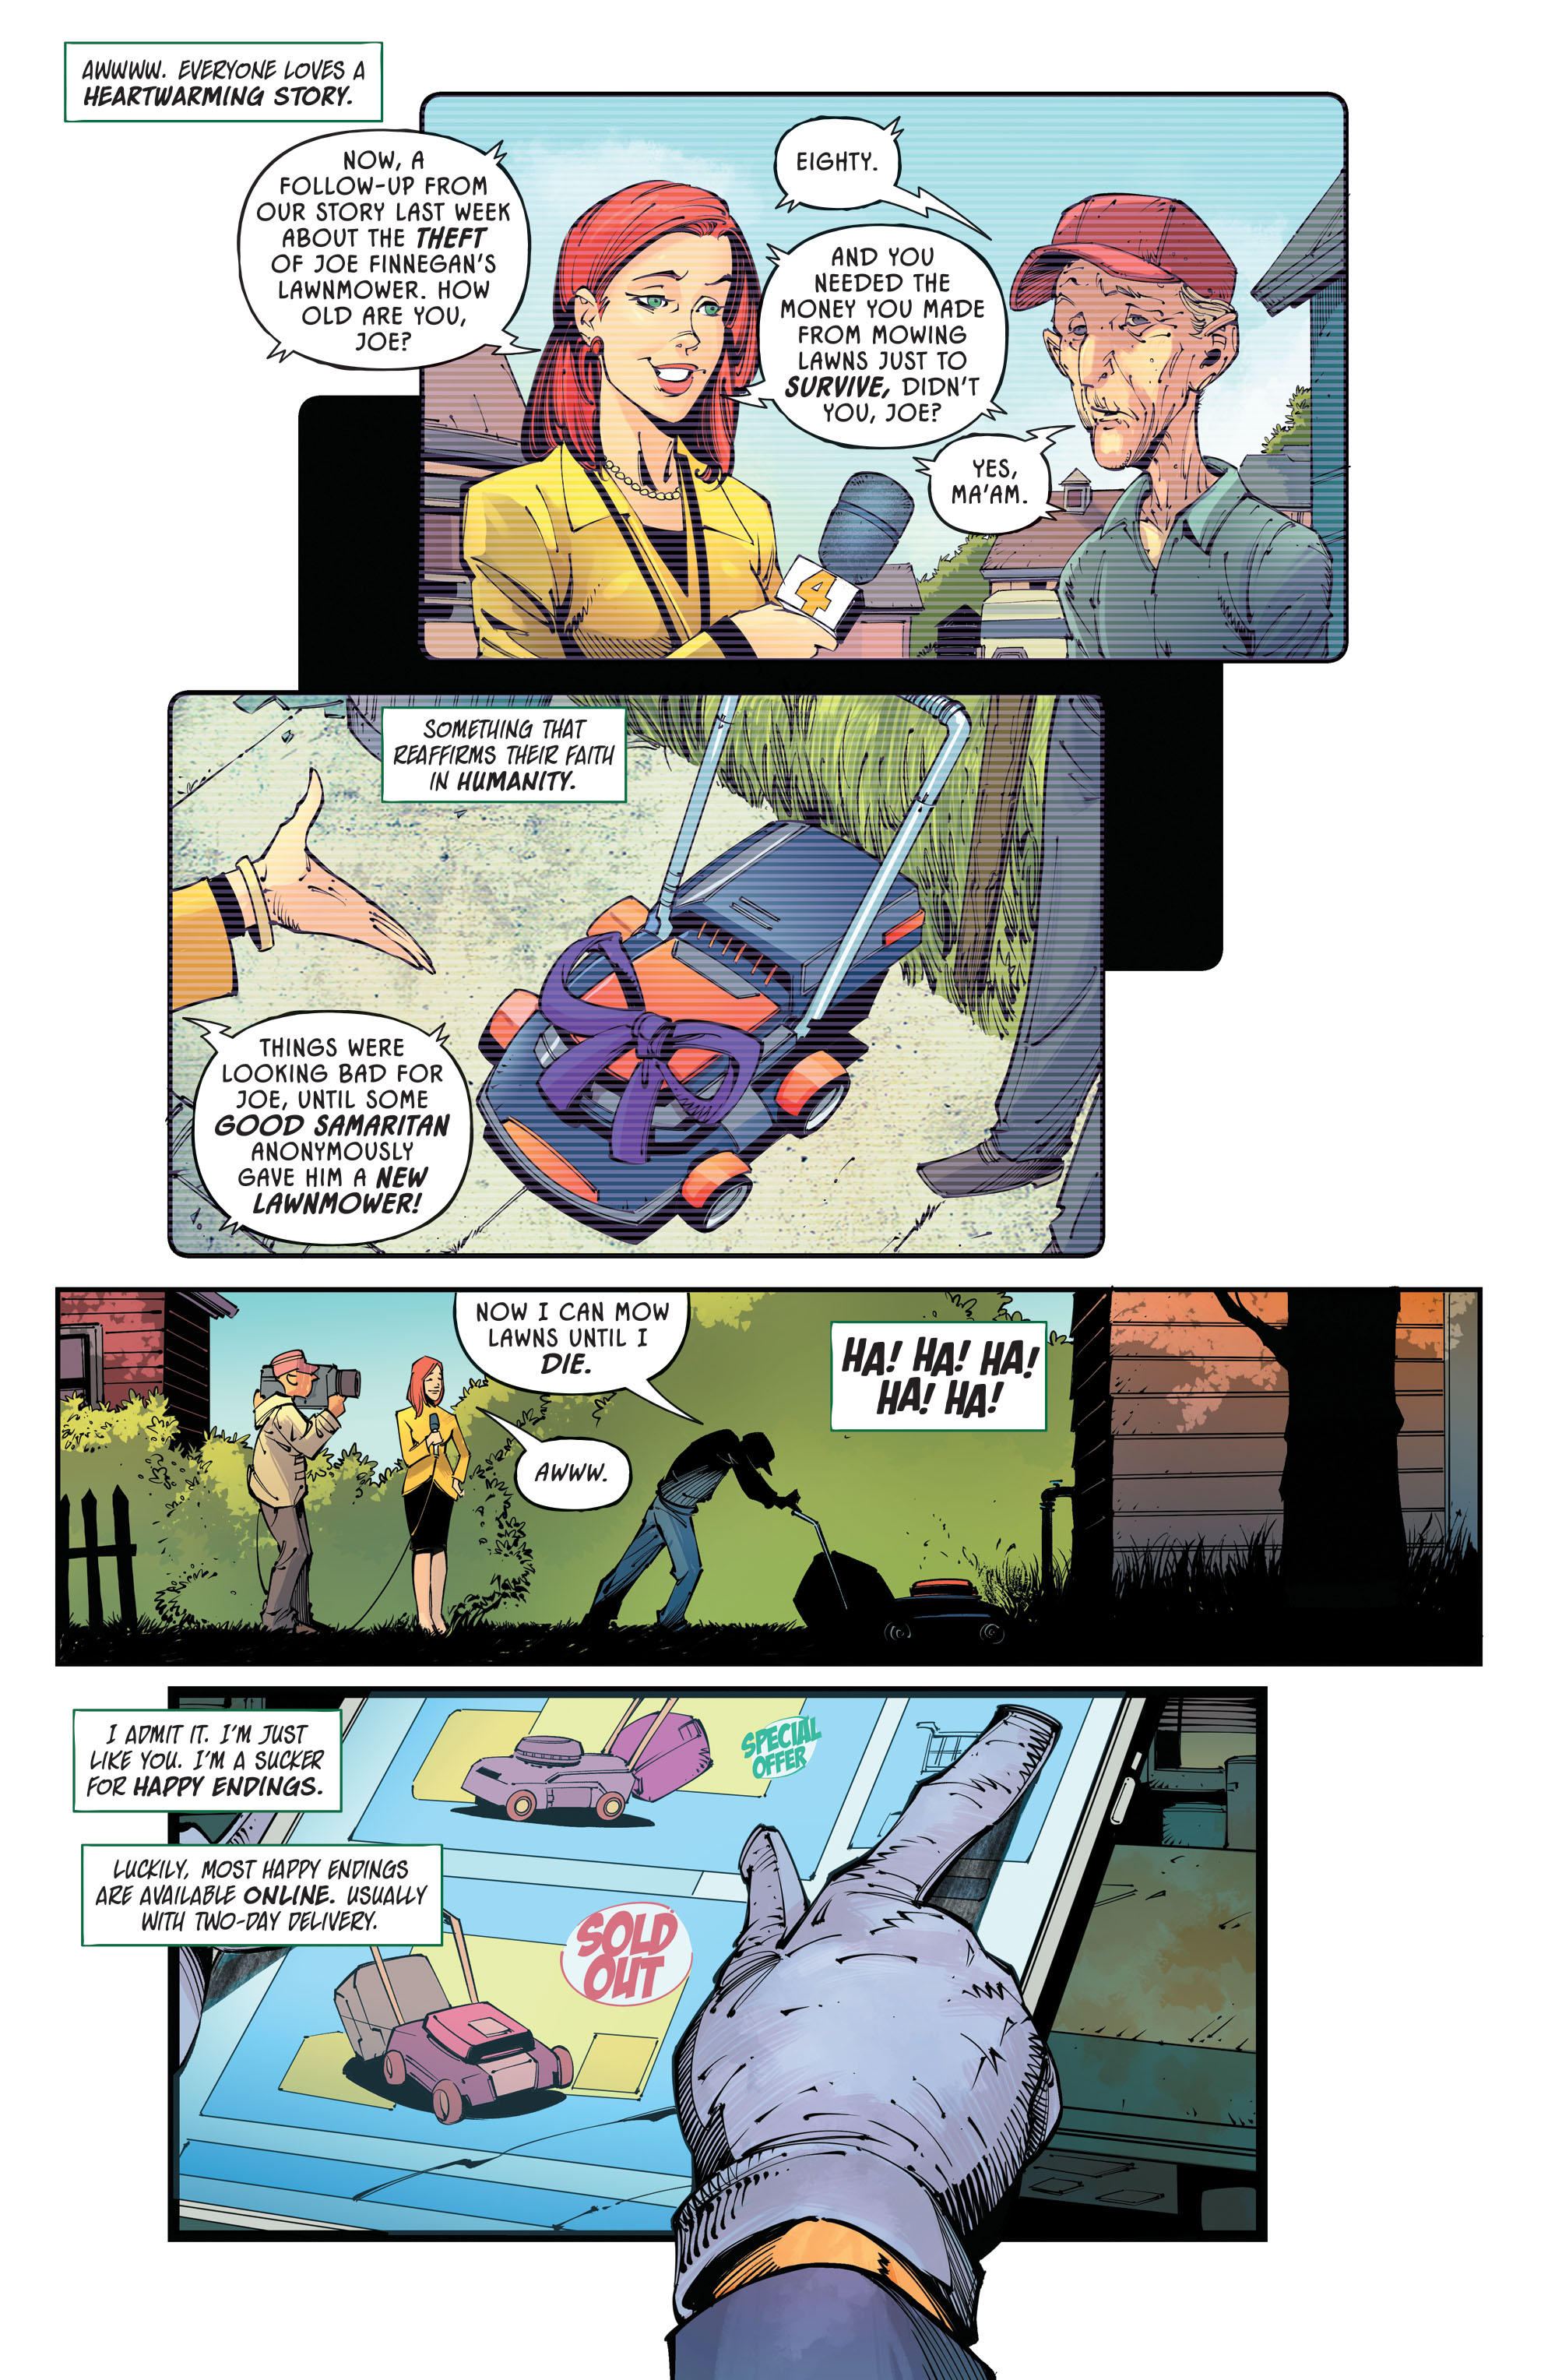 AWWWW. EVERYONE LOVES A
HEARTWARMING STORY.
NOW, A
FOLLOW-UP FROM
OUR STORY LAST WEEK
ABOUT THE THEFT
OF JOE FINNEGAN'S
LAWNMOWER. HOW
OLD ARE YOU,
JOE?
EIGHTY.
AND YOU
NEEDED THE
MONEY YOU MADE
FROM MOWING
LAWNS JUST TO
SURVIVE, DIDN'T
YOU, JOE?
YES,
MA'AM.
4
SOMETHING THAT
REAFFIRMS THEIR FAITH
IN HUMANITY.
THINGS WERE
LOOKING BAD FOR
JOE, UNTIL SOME
GOOD SAMARITAN
ANONYMOUSLY
GAVE HIM A NEW
LAWNMOWER!
NOW I CAN MOW
LAWNS UNTIL I
DIE.
AWWW.
HA! HA! HA!
HA! HA!
I ADMIT IT. I'M JUST
LIKE YOU. I'M A SUCKER
FOR HAPPY ENDINGS.
SPECIAL
OFFER
LUCKILY, MOST HAPPY ENDINGS
ARE AVAILABLE ONLINE. USUALLY
WITH TWO-DAY DELIVERY.
SOLD
OUT